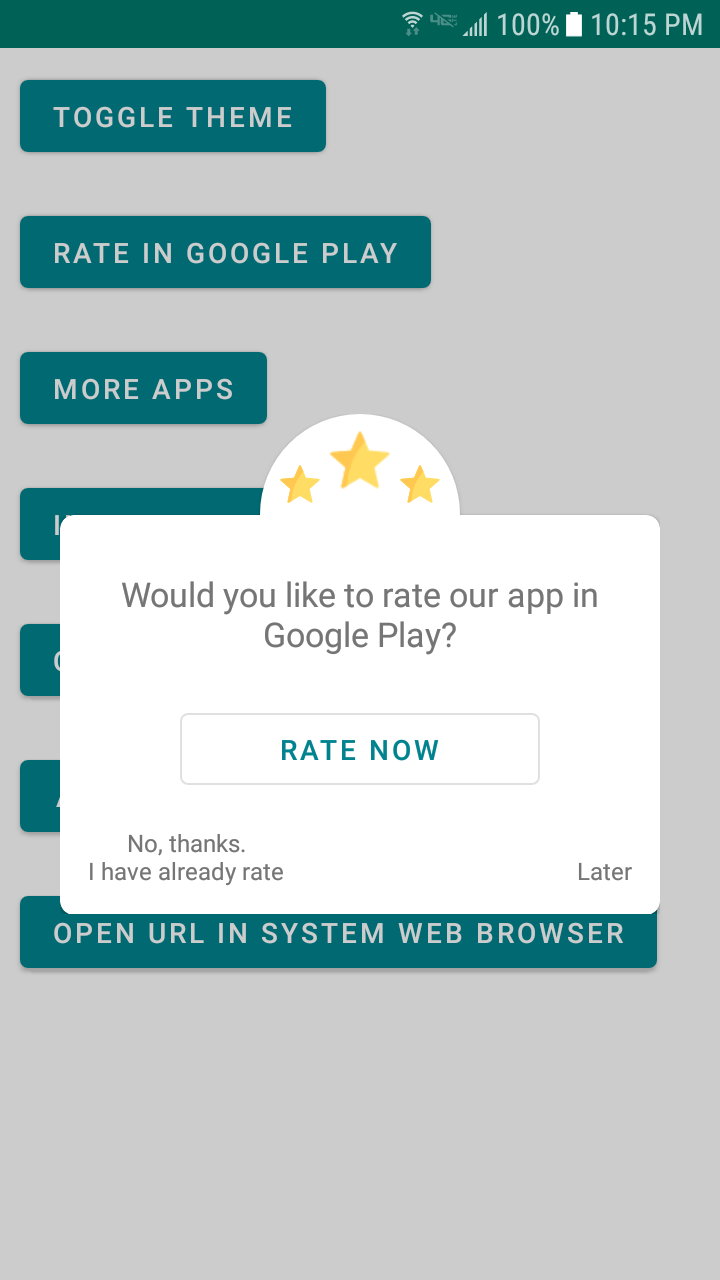 100% 10:15 PM
TOGGLE THEME
RATE IN GOOGLE PLAY
MORE APPS
Would you like to rate our app in
Google Play?
RATE NOW
No, thanks.
I have already rate
Later
OPEN URL IN SYSTEM WEB BROWSER